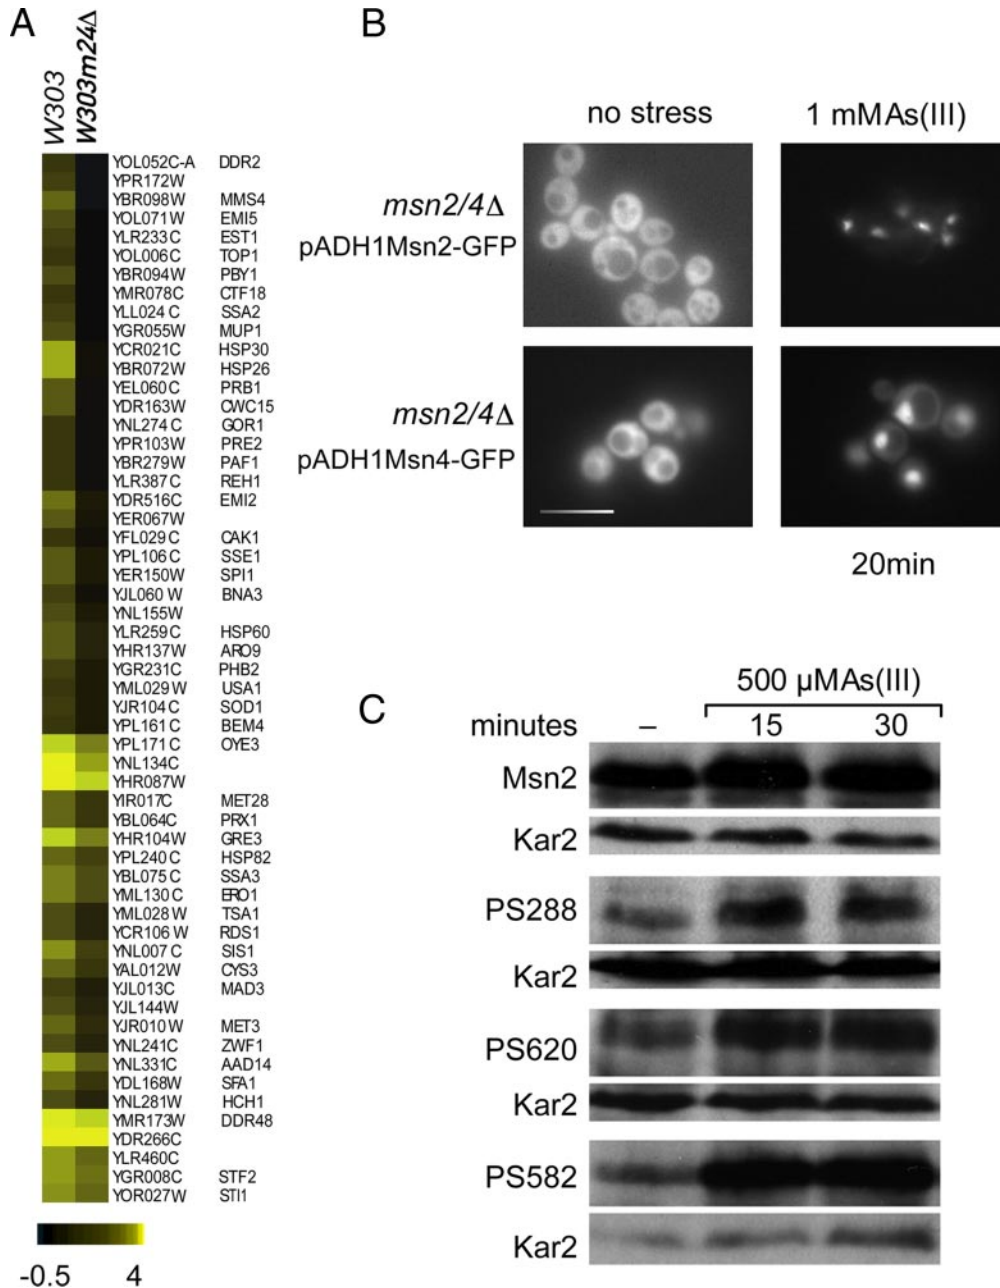 A
W303
W303m24Δ
YOL052C-A DDR2
YPR172W
YBR098W MMS4
YOL071W EMI5
YLR233C EST1
YOL006C TOP1
YBR094W PBY1
YMR078C CTF18
YLL024C SSA2
YGR055W MUP1
YCR021C HSP30
YBR072W HSP26
YEL060C PRB1
YDR163W CWC15
YNL274C GOR1
YPR103W PRE2
YBR279W PAF1
YLR387C REH1
YDR516C EMI2
YER067W
YFL029C CAK1
YPL106C SSE1
YER150W SPI1
YJL060W BNA3
YNL155W
YLR259C HSP60
YHR137W ARO9
YGR231C PHB2
YML029W USA1
YJR104C SOD1
YPL161C BEM4
YPL171C OYE3
YNL134C
YHR087W
YIR017C MET28
YBL064C PRX1
YHR104W GRE3
YPL240C HSP82
YBL075C SSA3
YML130C ERO1
YML028W TSA1
YCR106W RDS1
YNL007C SIS1
YAL012W CYS3
YJL013C MAD3
YJL144W
YJR010W MET3
YNL241C ZWF1
YNL331C AAD14
YDL168W SFA1
YNL281W HCH1
YMR173W DDR48
YDR266C
YLR460C
YGR008C STF2
YOR027W STI1
-0.5 4
B
no stress 1 mMAs(III)
msn2/4Δ
pADH1Msn2-GFP
msn2/4Δ
pADH1Msn4-GFP
20min
C
500 µMAs(III)
minutes – 15 30
Msn2
Kar2
PS288
Kar2
PS620
Kar2
PS582
Kar2